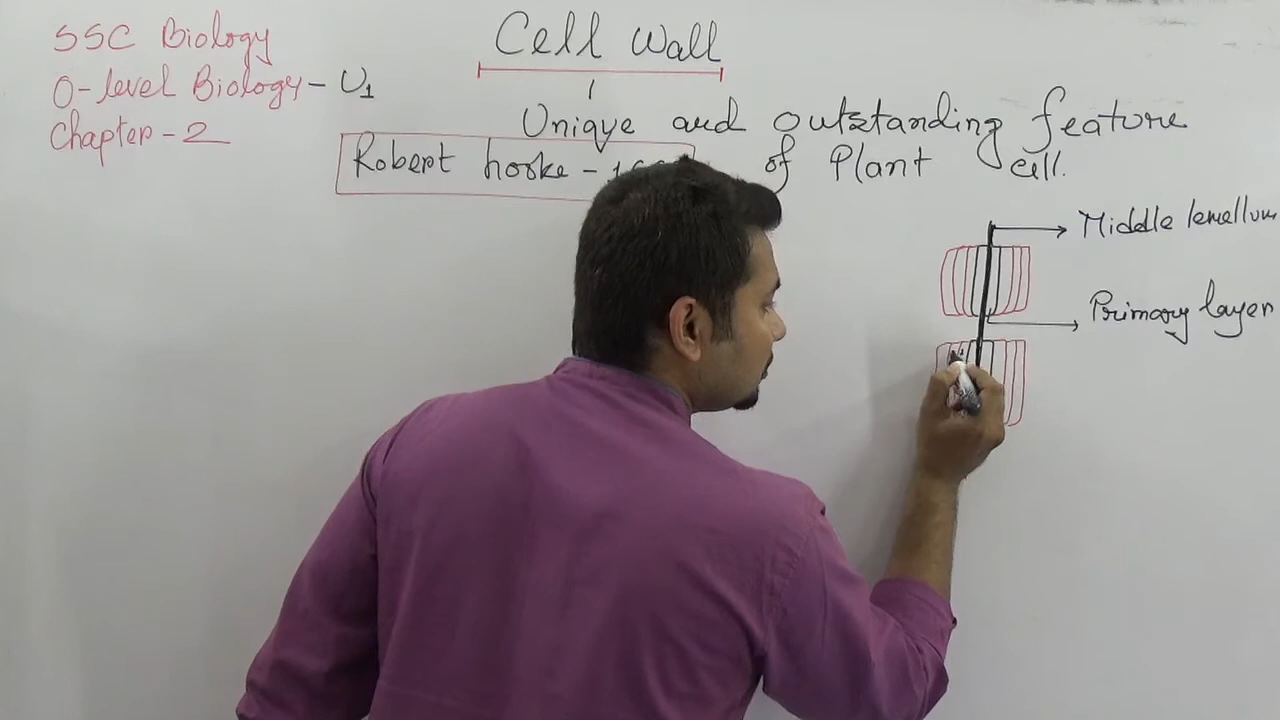 SSC Biology
O-level Biology - U1
Chapter - 2
Cell Wall
Unique and outstanding feature
of Plant cell.
Robert hooke -
Middle lemellum
Primary layer